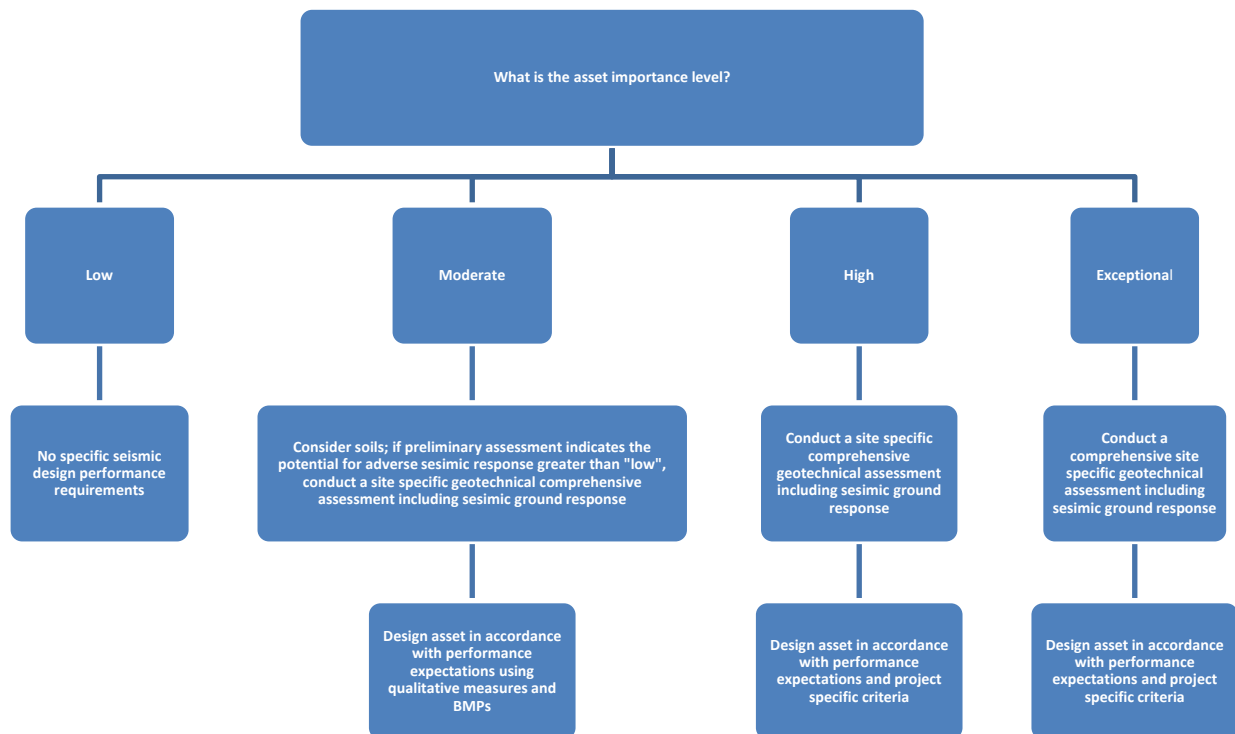 What is the asset importance level?
Low
Moderate
High
Exceptional
No specific seismic
design performance
requirements
Consider soils; if preliminary assessment indicates the
potential for adverse sesimic response greater than "low",
conduct a site specific geotechnical comprehensive
assessment including sesimic ground response
Conduct a site specific
comprehensive
geotechnical assessment
including sesimic ground
response
Conduct a
comprehensive site
specific geotechnical
assessment including
sesimic ground response
Design asset in accordance
with performance
expectations using
qualitative measures and
BMPs
Design asset in accordance
with performance
expectations and project
specific criteria
Design asset in accordance
with performance
expectations and project
specific criteria